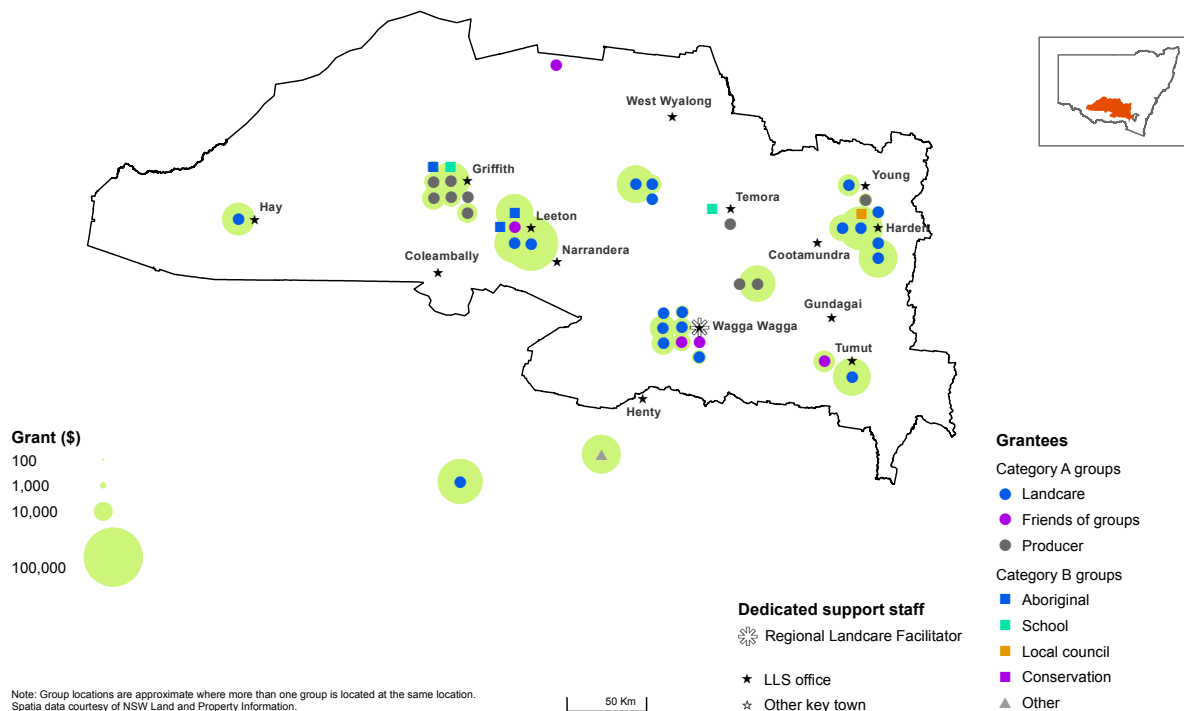 West Wyalong
Griffith
Young
Hay
Temora
Leeton
Harden
Narrandera
Cootamundra
Coleambally
Gundagai
Wagga Wagga
Tumut
Henty
Grant ($)
100
1,000
10,000
100,000
Grantees
Category A groups
Landcare
Friends of groups
Producer
Category B groups
Aboriginal
School
Local council
Conservation
Other
Dedicated support staff
Regional Landcare Facilitator
LLS office
Other key town
Note: Group locations are approximate where more than one group is located at the same location.
Spatia data courtesy of NSW Land and Property Information.
50 Km